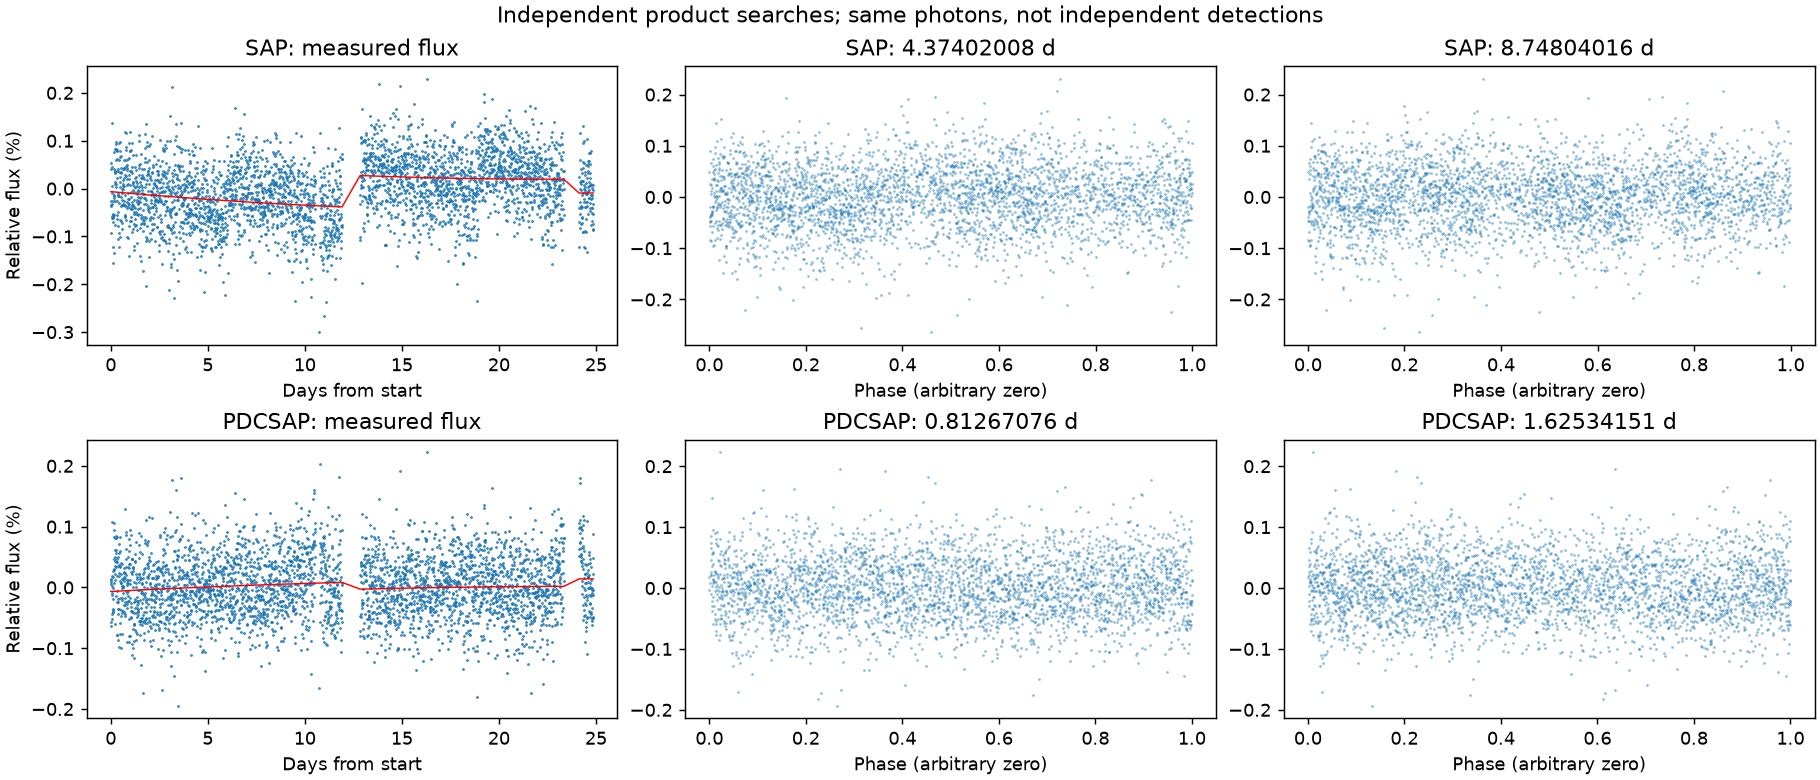 Independent product searches; same photons, not independent detections
SAP: measured flux
SAP: 4.37402008 d
SAP: 8.74804016 d
Relative flux (%)
0.2
0.1
0.0
−0.1
−0.2
−0.3
0 5 10 15 20 25
Days from start
0.2
0.1
0.0
−0.1
−0.2
0.0 0.2 0.4 0.6 0.8 1.0
Phase (arbitrary zero)
0.2
0.1
0.0
−0.1
−0.2
0.0 0.2 0.4 0.6 0.8 1.0
Phase (arbitrary zero)
PDCSAP: measured flux
PDCSAP: 0.81267076 d
PDCSAP: 1.62534151 d
Relative flux (%)
0.2
0.1
0.0
−0.1
−0.2
0 5 10 15 20 25
Days from start
0.2
0.1
0.0
−0.1
−0.2
0.0 0.2 0.4 0.6 0.8 1.0
Phase (arbitrary zero)
0.2
0.1
0.0
−0.1
−0.2
0.0 0.2 0.4 0.6 0.8 1.0
Phase (arbitrary zero)